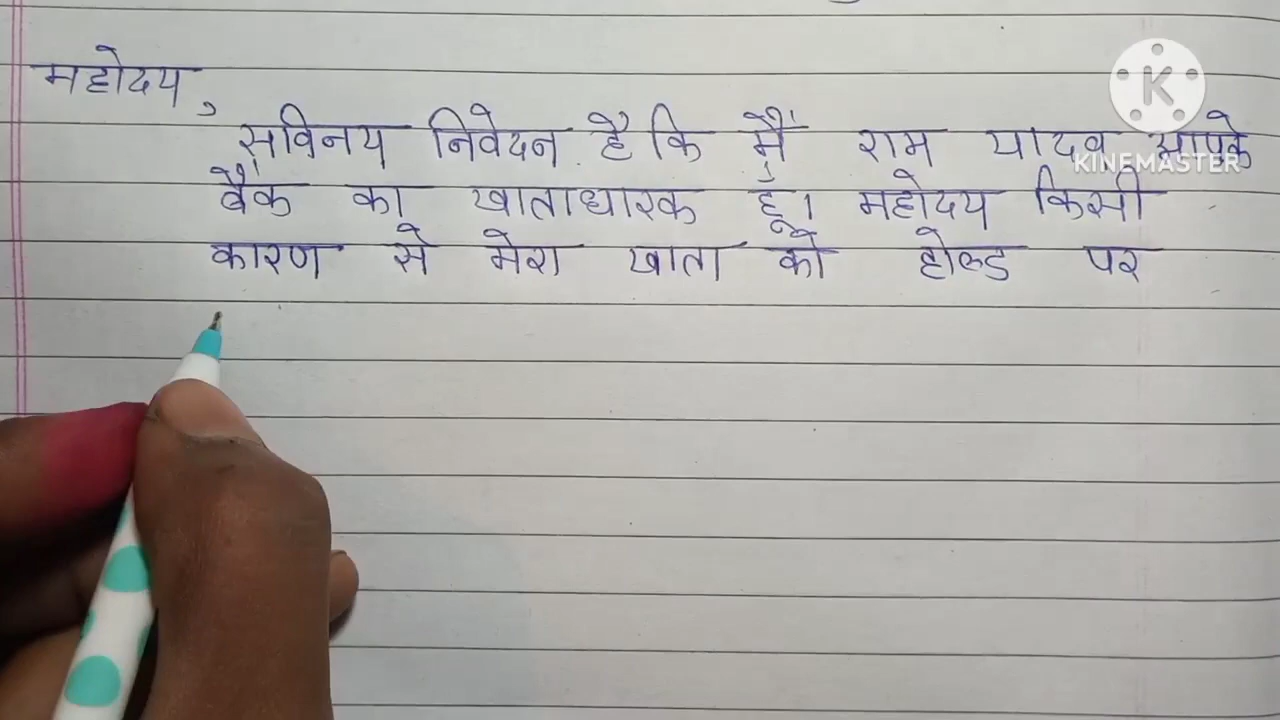 महोदय,
सविनय निवेदन है कि मैं राम यादव आपके
बैंक का खाताधारक हूँ। महोदय किसी
कारण से मेरा खाता को होल्ड पर
K
KINEMASTER